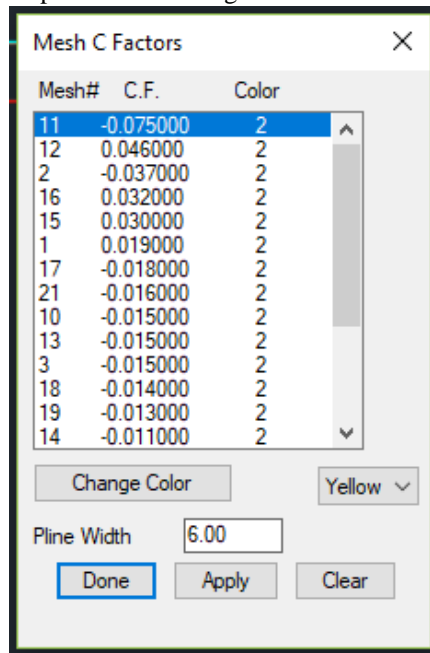 Mesh C Factors
Mesh# C.F. Color
11 -0.075000 2
12 0.046000 2
2 -0.037000 2
16 0.032000 2
15 0.030000 2
1 0.019000 2
17 -0.018000 2
21 -0.016000 2
10 -0.015000 2
13 -0.015000 2
3 -0.015000 2
18 -0.014000 2
19 -0.013000 2
14 -0.011000 2
Change Color Yellow
Pline Width 6.00
Done Apply Clear